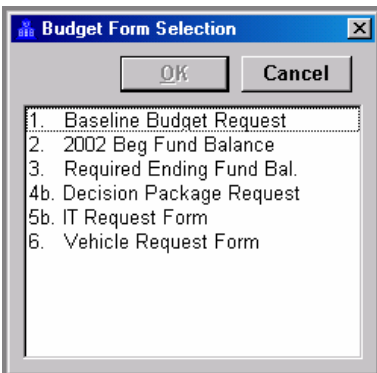 Budget Form Selection
OK Cancel
1. Baseline Budget Request
2. 2002 Beg Fund Balance
3. Required Ending Fund Bal.
4b. Decision Package Request
5b. IT Request Form
6. Vehicle Request Form